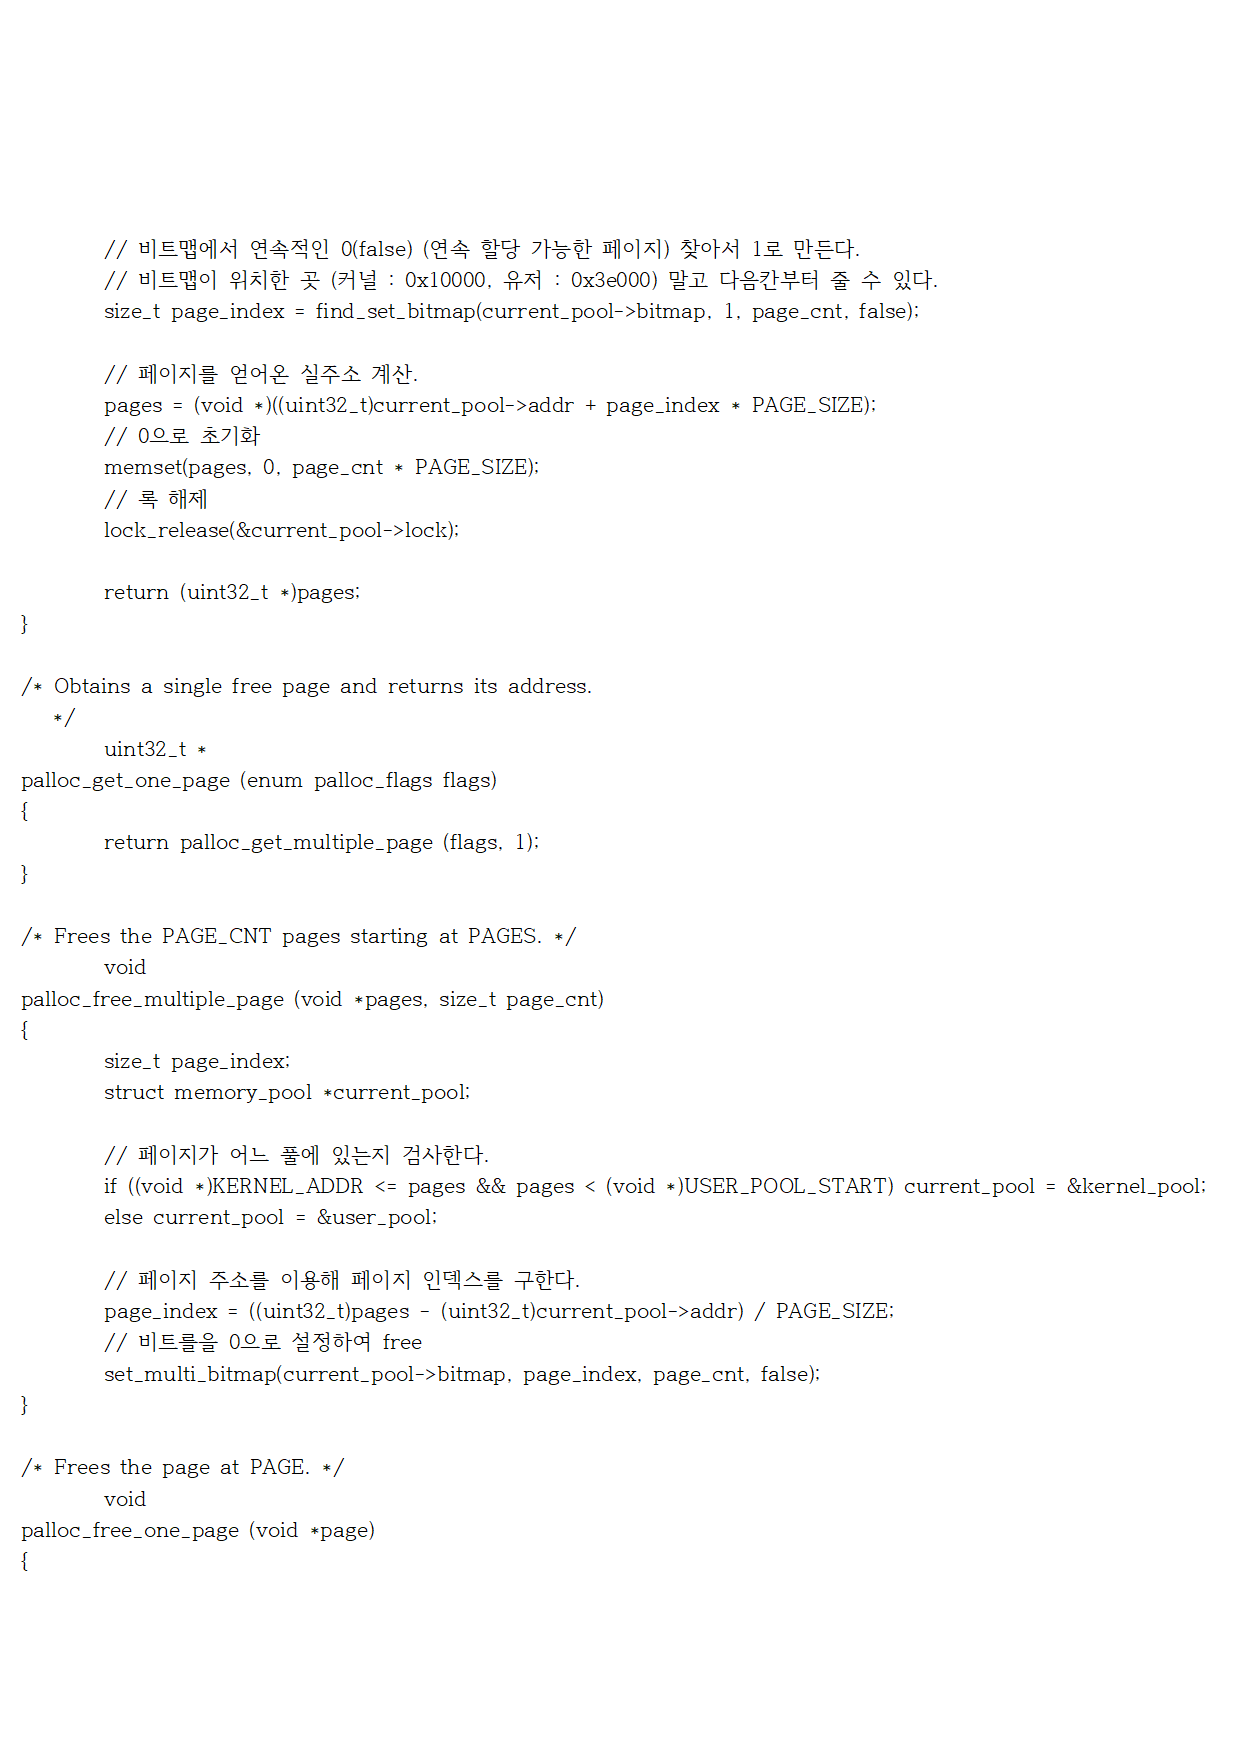 // 비트맵에서 연속적인 0(false) (연속 할당 가능한 페이지) 찾아서 1로 만든다.
// 비트맵이 위치한 곳 (커널 : 0x10000, 유저 : 0x3e000) 말고 다음칸부터 줄 수 있다.
size_t page_index = find_set_bitmap(current_pool->bitmap, 1, page_cnt, false);
// 페이지를 얻어온 실주소 계산.
pages = (void *)((uint32_t)current_pool->addr + page_index * PAGE_SIZE);
// 0으로 초기화
memset(pages, 0, page_cnt * PAGE_SIZE);
// 록 해제
lock_release(&current_pool->lock);
return (uint32_t *)pages;
}
/* Obtains a single free page and returns its address.
*/
uint32_t *
palloc_get_one_page (enum palloc_flags flags)
{
return palloc_get_multiple_page (flags, 1);
}
/* Frees the PAGE_CNT pages starting at PAGES. */
void
palloc_free_multiple_page (void *pages, size_t page_cnt)
{
size_t page_index;
struct memory_pool *current_pool;
// 페이지가 어느 풀에 있는지 검사한다.
if ((void *)KERNEL_ADDR <= pages && pages < (void *)USER_POOL_START) current_pool = &kernel_pool;
else current_pool = &user_pool;
// 페이지 주소를 이용해 페이지 인덱스를 구한다.
page_index = ((uint32_t)pages - (uint32_t)current_pool->addr) / PAGE_SIZE;
// 비트를을 0으로 설정하여 free
set_multi_bitmap(current_pool->bitmap, page_index, page_cnt, false);
}
/* Frees the page at PAGE. */
void
palloc_free_one_page (void *page)
{